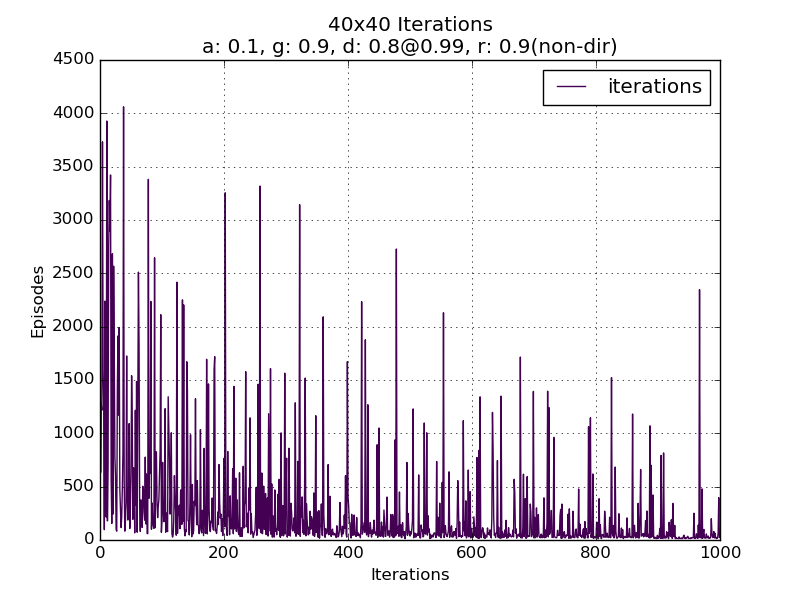 40x40 Iterations
a: 0.1, g: 0.9, d: 0.8@0.99, r: 0.9(non-dir)
iterations
4500
4000
3500
3000
2500
2000
1500
1000
500
0
Episodes
0 200 400 600 800 1000
Iterations